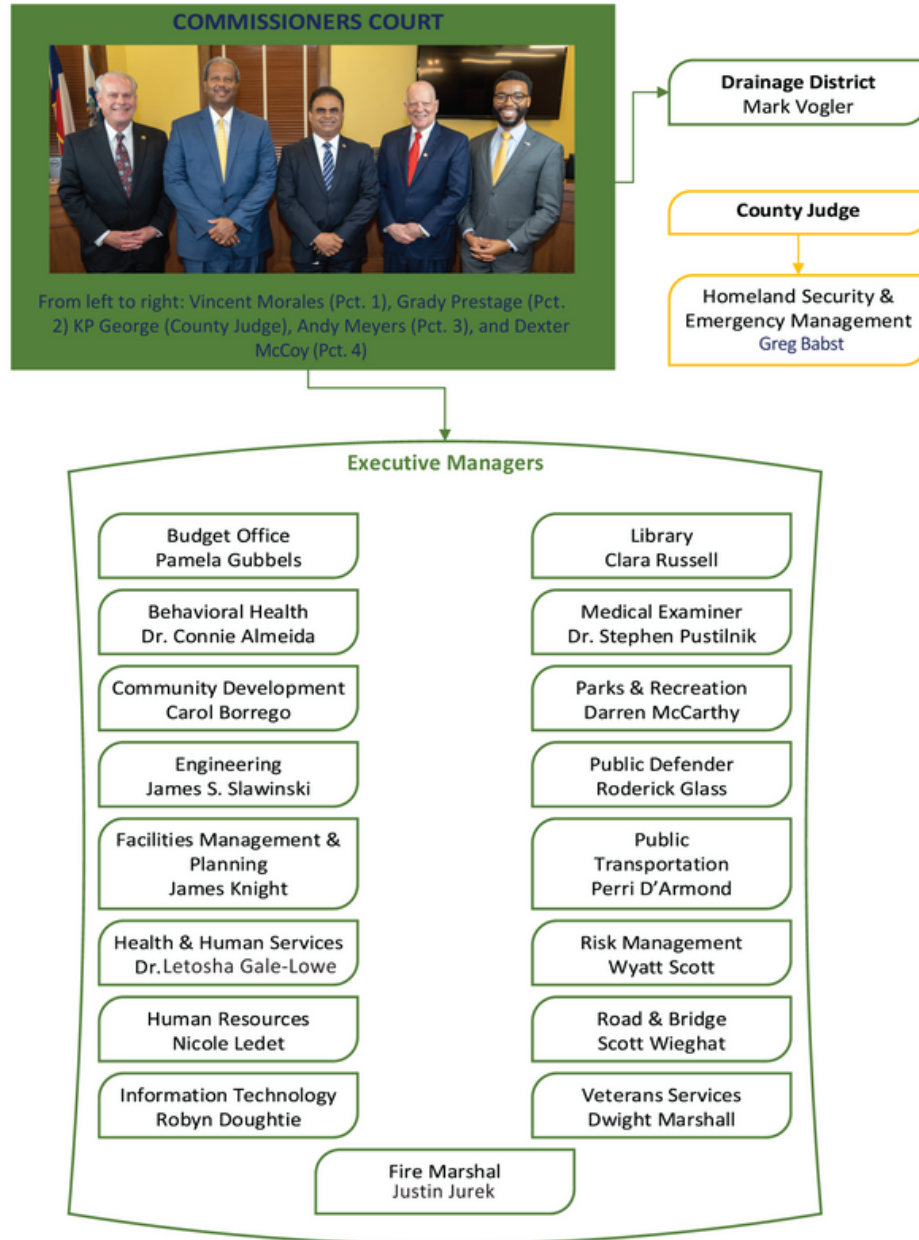 COMMISSIONERS COURT
From left to right: Vincent Morales (Pct. 1), Grady Prestage (Pct.
2) KP George (County Judge), Andy Meyers (Pct. 3), and Dexter
McCoy (Pct. 4)
Drainage District
Mark Vogler
County Judge
Homeland Security &
Emergency Management
Greg Babst
Executive Managers
Budget Office
Pamela Gubbels
Behavioral Health
Dr. Connie Almeida
Community Development
Carol Borrego
Engineering
James S. Slawinski
Facilities Management &
Planning
James Knight
Health & Human Services
Dr. Letosha Gale-Lowe
Human Resources
Nicole Ledet
Information Technology
Robyn Doughtie
Library
Clara Russell
Medical Examiner
Dr. Stephen Pustilnik
Parks & Recreation
Darren McCarthy
Public Defender
Roderick Glass
Public
Transportation
Perri D’Armond
Risk Management
Wyatt Scott
Road & Bridge
Scott Wieghat
Veterans Services
Dwight Marshall
Fire Marshal
Justin Jurek